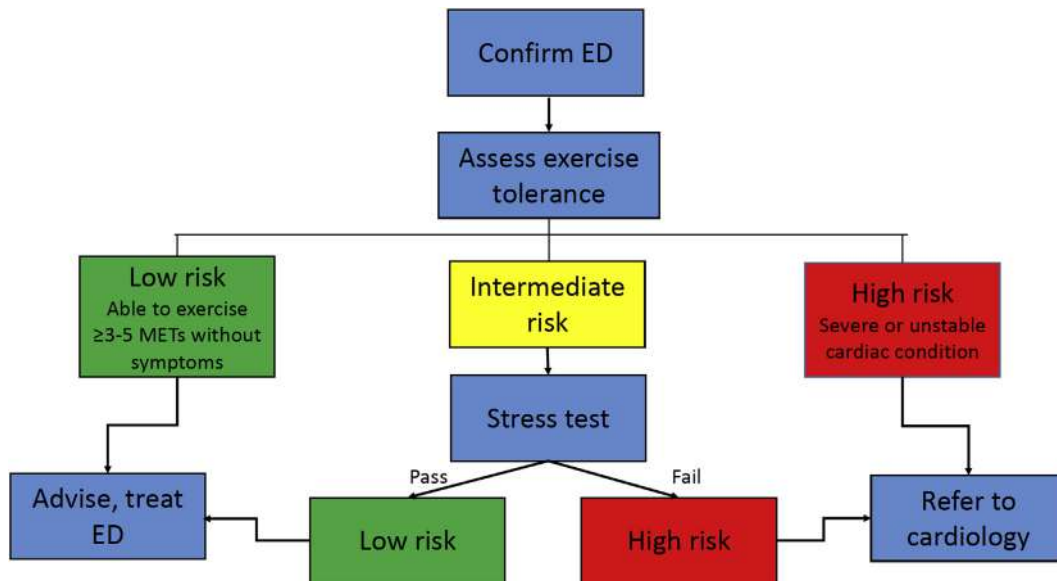 Confirm ED
Assess exercise
tolerance
Low risk
Able to exercise
≥3-5 METs without
symptoms
Intermediate
risk
High risk
Severe or unstable
cardiac condition
Stress test
Pass
Fail
Advise, treat
ED
Low risk
High risk
Refer to
cardiology